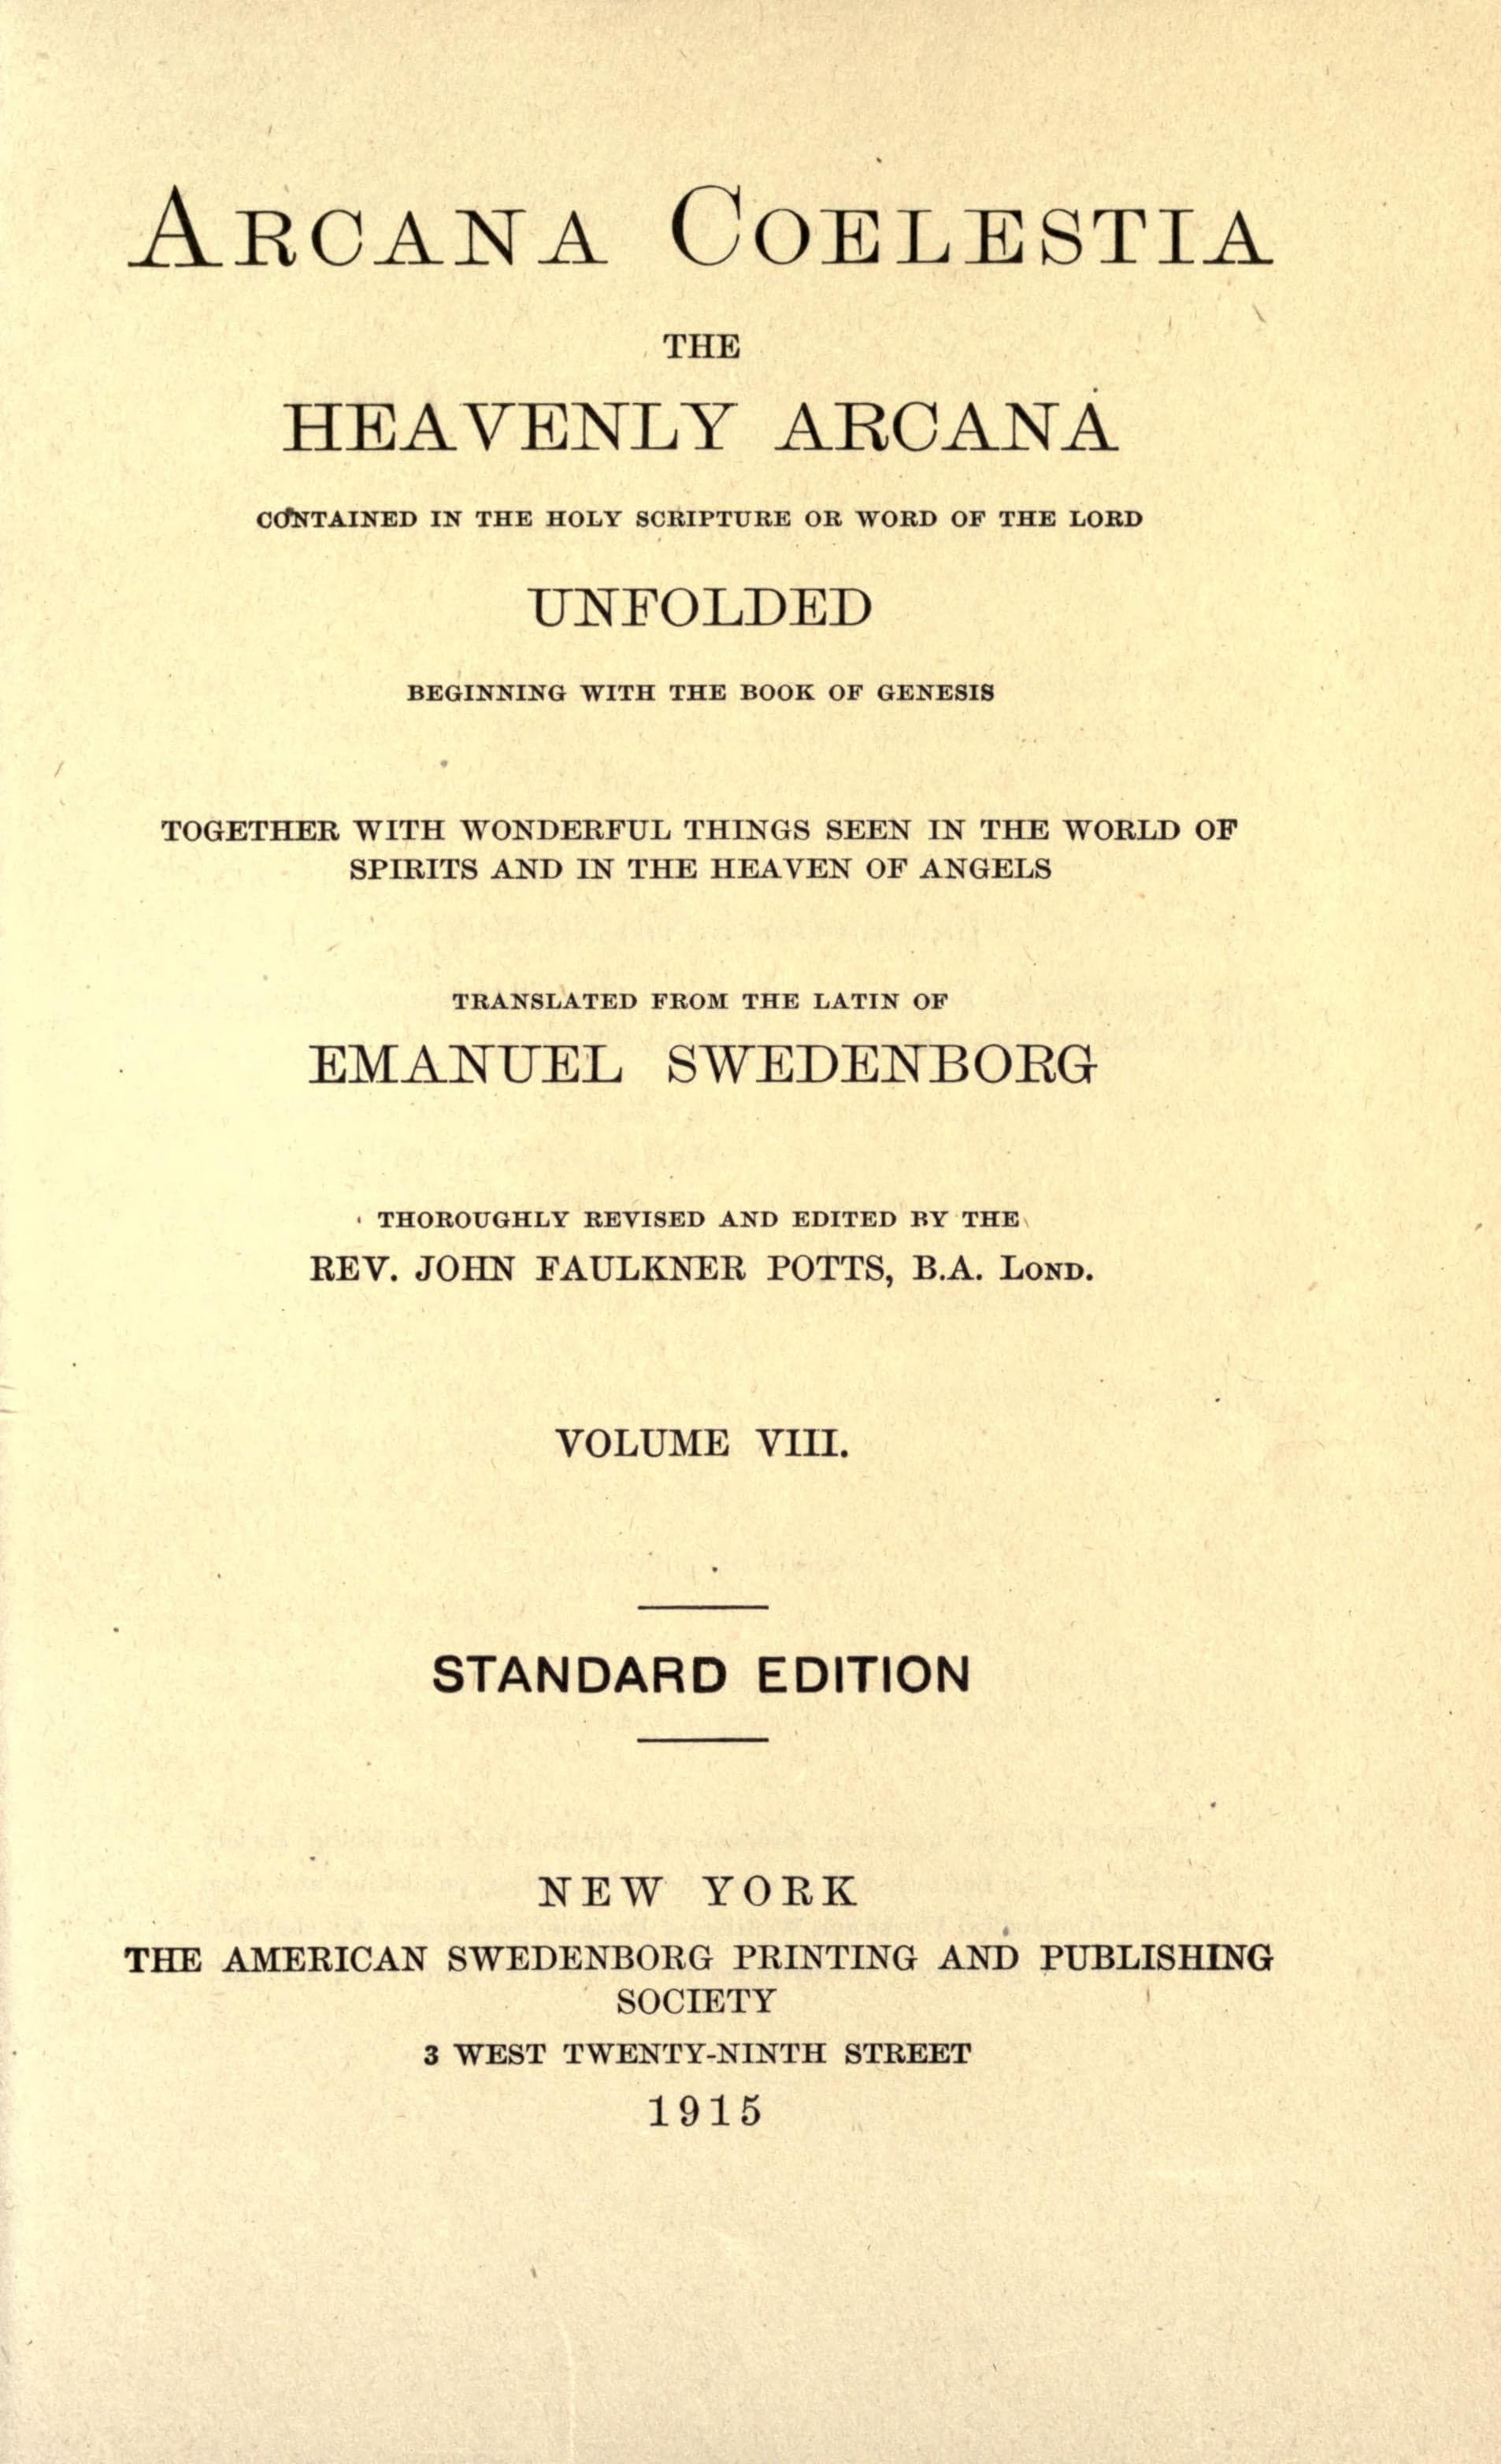 ARCANA COELESTIA
THE
HEAVENLY ARCANA
CONTAINED IN THE HOLY SCRIPTURE OR WORD OF THE LORD
UNFOLDED
BEGINNING WITH THE BOOK OF GENESIS
TOGETHER WITH WONDERFUL THINGS SEEN IN THE WORLD OF
SPIRITS AND IN THE HEAVEN OF ANGELS
TRANSLATED FROM THE LATIN OF
EMANUEL SWEDENBORG
THOROUGHLY REVISED AND EDITED BY THE
REV. JOHN FAULKNER POTTS, B.A. LOND.
VOLUME VIII.
STANDARD EDITION
NEW YORK
THE AMERICAN SWEDENBORG PRINTING AND PUBLISHING
SOCIETY
3 WEST TWENTY-NINTH STREET
1915